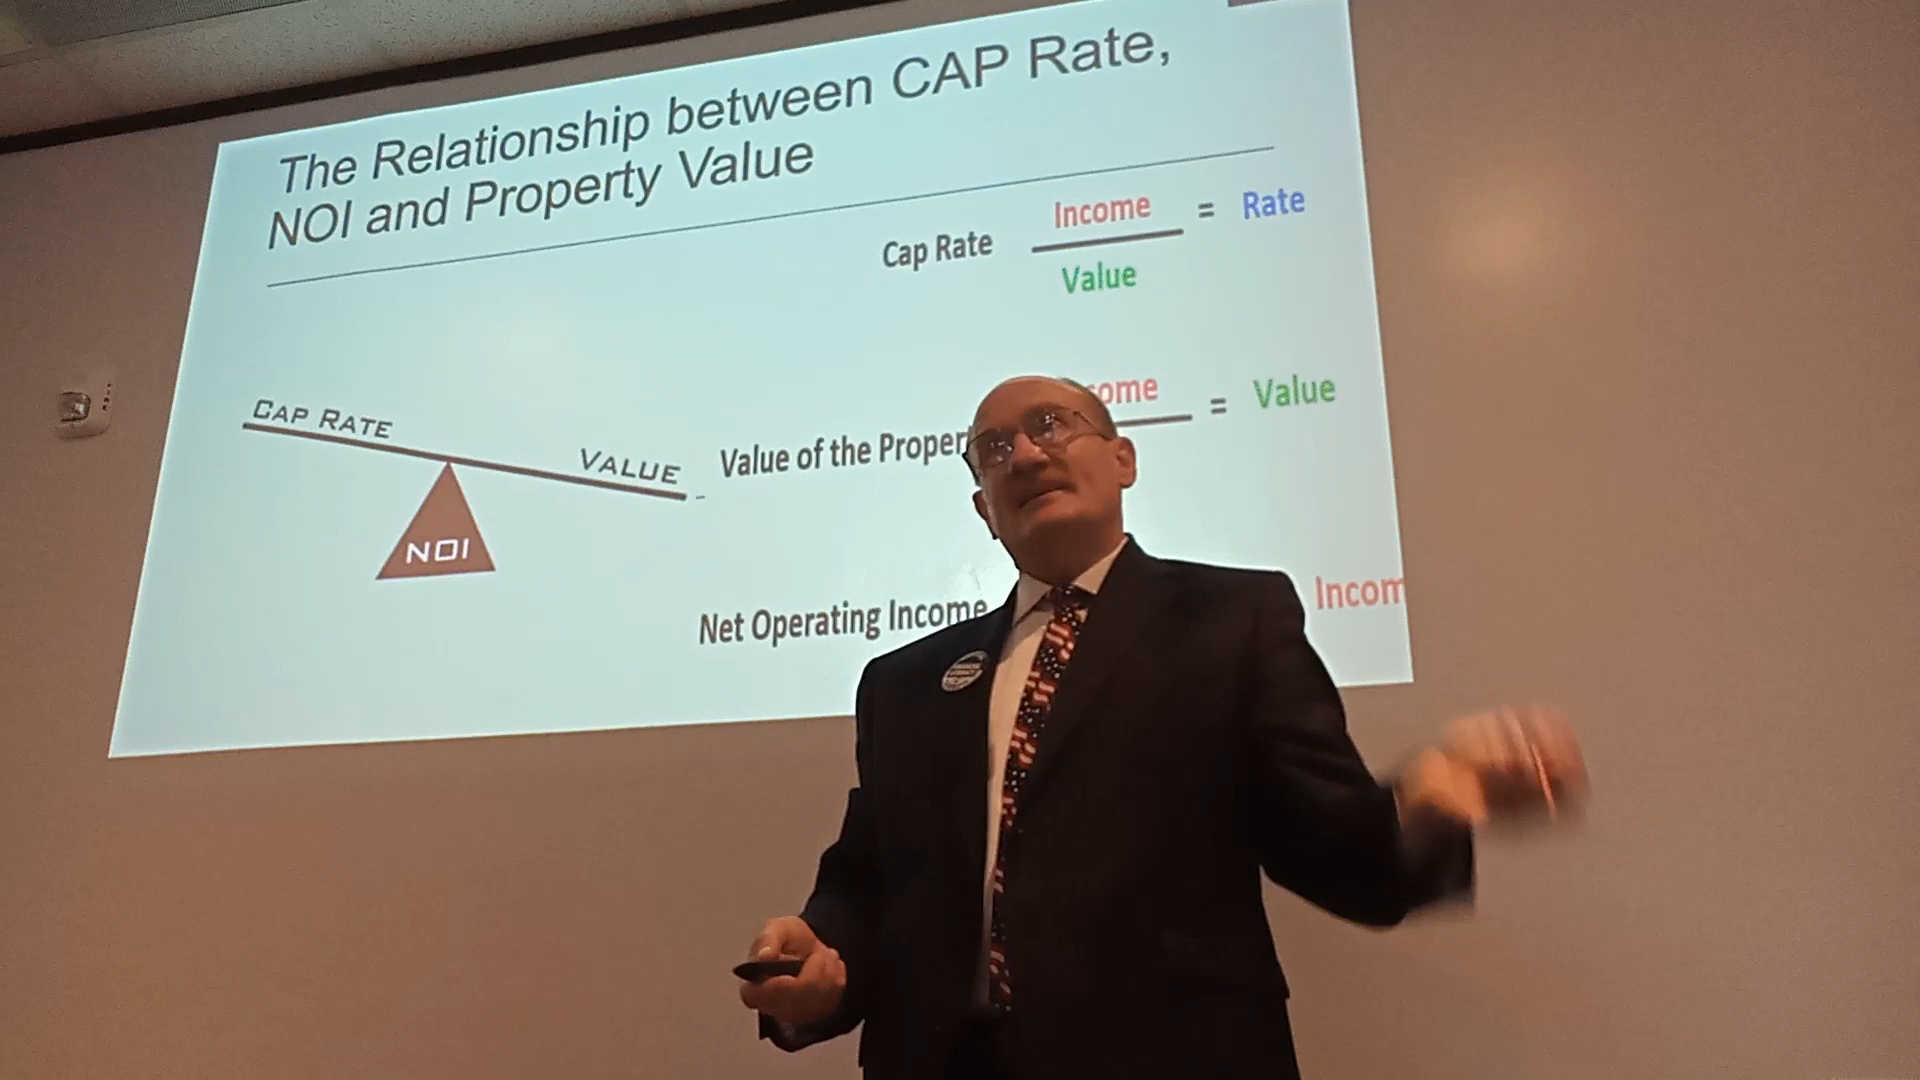 The Relationship between CAP Rate,
NOI and Property Value
Cap Rate
Income
Value
= Rate
CAP RATE
VALUE
NOI
Value of the Proper
ome
= Value
Net Operating Income
Incom